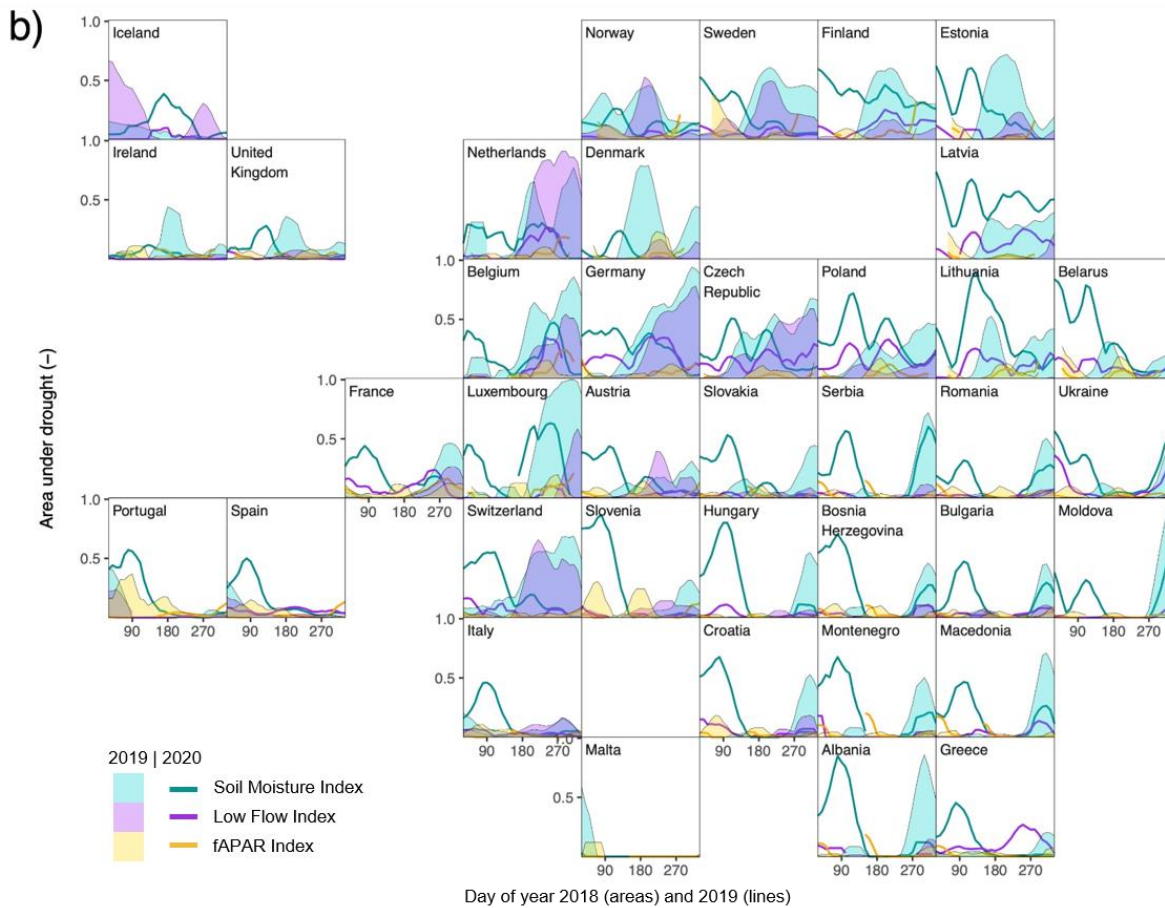 b)
1.0
Iceland
Norway
Sweden
Finland
Estonia
0.5
1.0
Ireland
United
Kingdom
Netherlands
Denmark
Latvia
0.5
1.0
Belgium
Germany
Czech
Republic
Poland
Lithuania
Belarus
0.5
Area under drought (–)
1.0
France
Luxembourg
Austria
Slovakia
Serbia
Romania
Ukraine
0.5
90 180 270
1.0
Portugal
Spain
Switzerland
Slovenia
Hungary
Bosnia
Herzegovina
Bulgaria
Moldova
0.5
90 180 270
90 180 270
90 180 270
1.0
Italy
Croatia
Montenegro
Macedonia
0.5
90 180 270
1.0
90 180 270
Malta
Albania
Greece
0.5
90 180 270
90 180 270
90 180 270
2019 | 2020
Soil Moisture Index
Low Flow Index
fAPAR Index
Day of year 2018 (areas) and 2019 (lines)